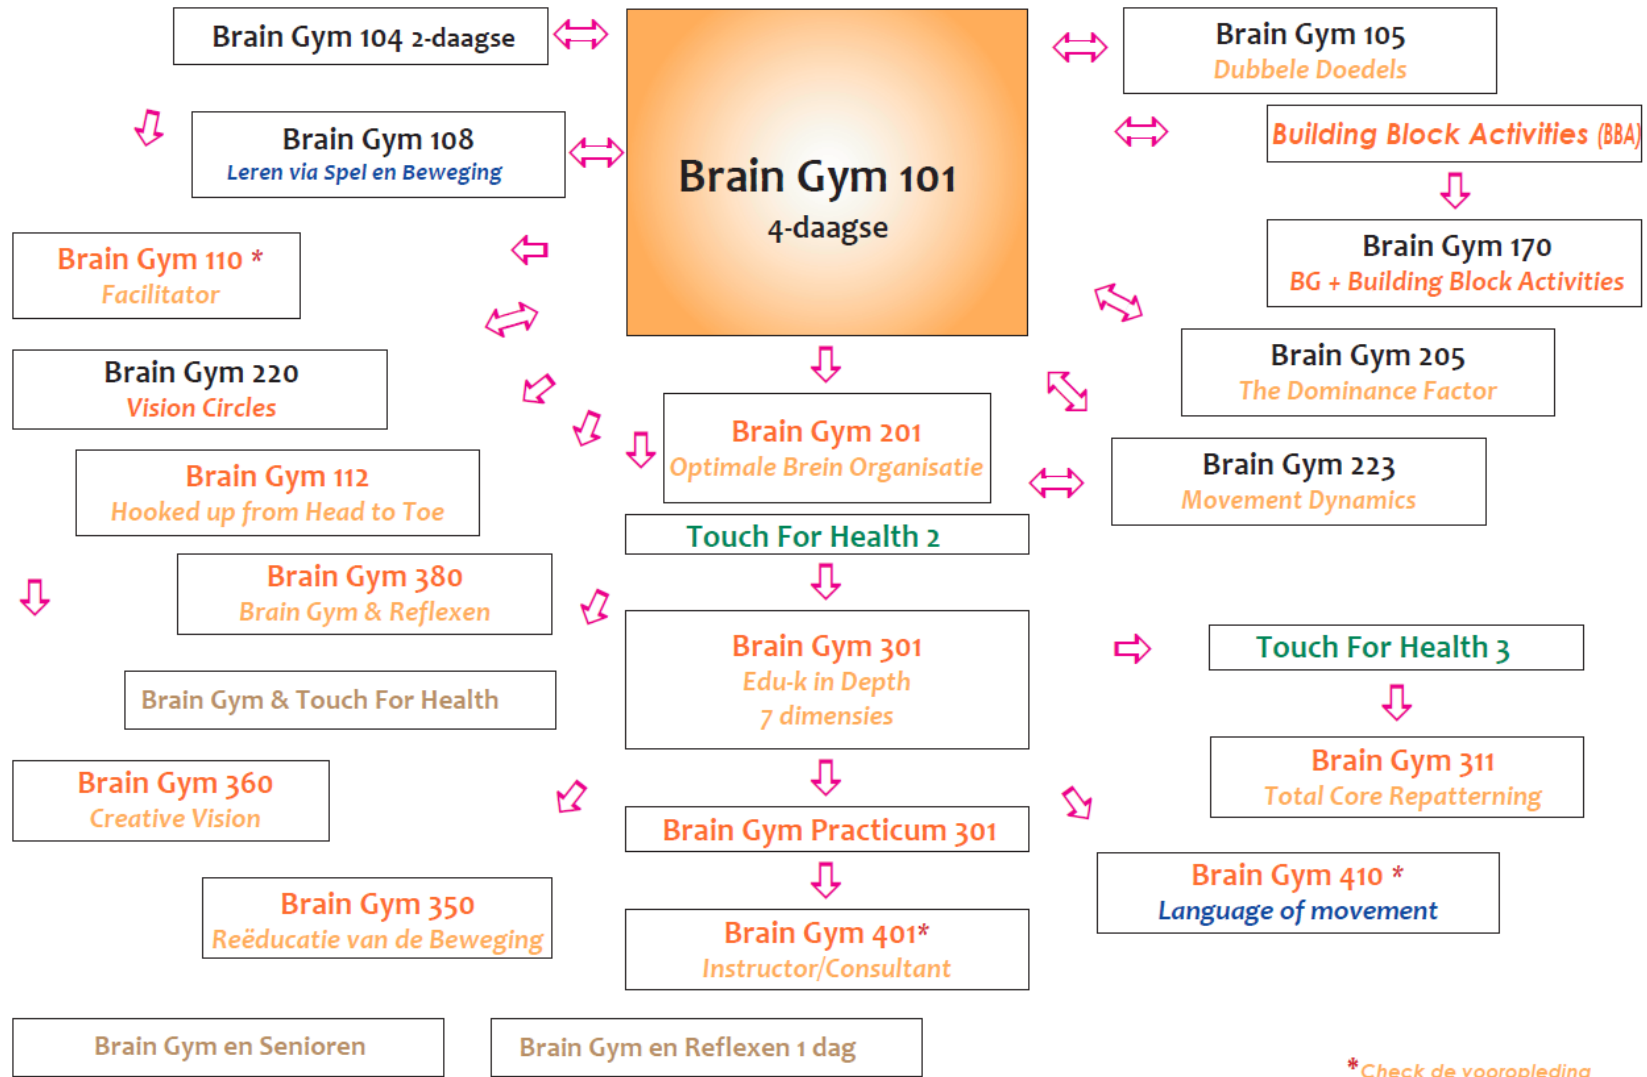 Brain Gym 104 2-daagse
Brain Gym 108
Leren via Spel en Beweging
Brain Gym 110 *
Facilitator
Brain Gym 220
Vision Circles
Brain Gym 112
Hooked up from Head to Toe
Brain Gym 380
Brain Gym & Reflexen
Brain Gym & Touch For Health
Brain Gym 360
Creative Vision
Brain Gym 350
Reëducatie van de Beweging
Brain Gym en Senioren
Brain Gym 101
4-daagse
Brain Gym 201
Optimale Brein Organisatie
Touch For Health 2
Brain Gym 301
Edu-k in Depth
7 dimensies
Brain Gym Practicum 301
Brain Gym 401*
Instructor/Consultant
Brain Gym en Reflexen 1 dag
Brain Gym 105
Dubbele Doedels
Building Block Activities (BBA)
Brain Gym 170
BG + Building Block Activities
Brain Gym 205
The Dominance Factor
Brain Gym 223
Movement Dynamics
Touch For Health 3
Brain Gym 311
Total Core Repatterning
Brain Gym 410 *
Language of movement
*Check de vooropleding